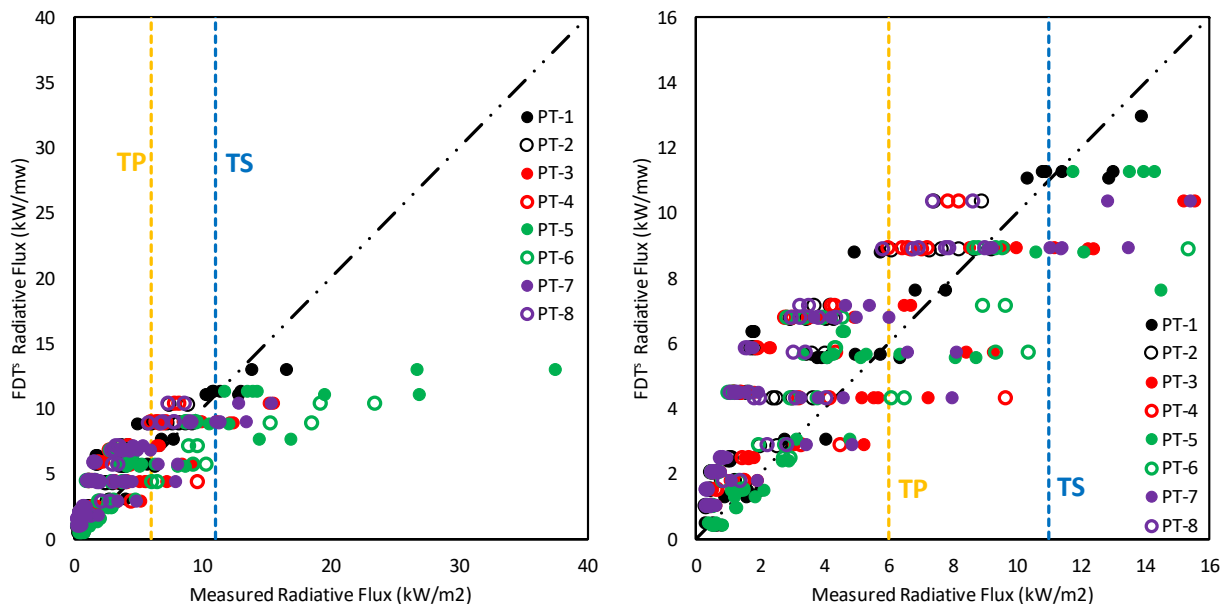 40
35
30
25
20
15
10
5
0
FDTˢ Radiative Flux (kW/mw)
TP
TS
PT-1
PT-2
PT-3
PT-4
PT-5
PT-6
PT-7
PT-8
0 10 20 30 40
Measured Radiative Flux (kW/m2)
16
14
12
10
8
6
4
2
0
FDTˢ Radiative Flux (kW/mw)
PT-1
PT-2
PT-3
PT-4
PT-5
PT-6
PT-7
PT-8
TP
TS
0 2 4 6 8 10 12 14 16
Measured Radiative Flux (kW/m2)